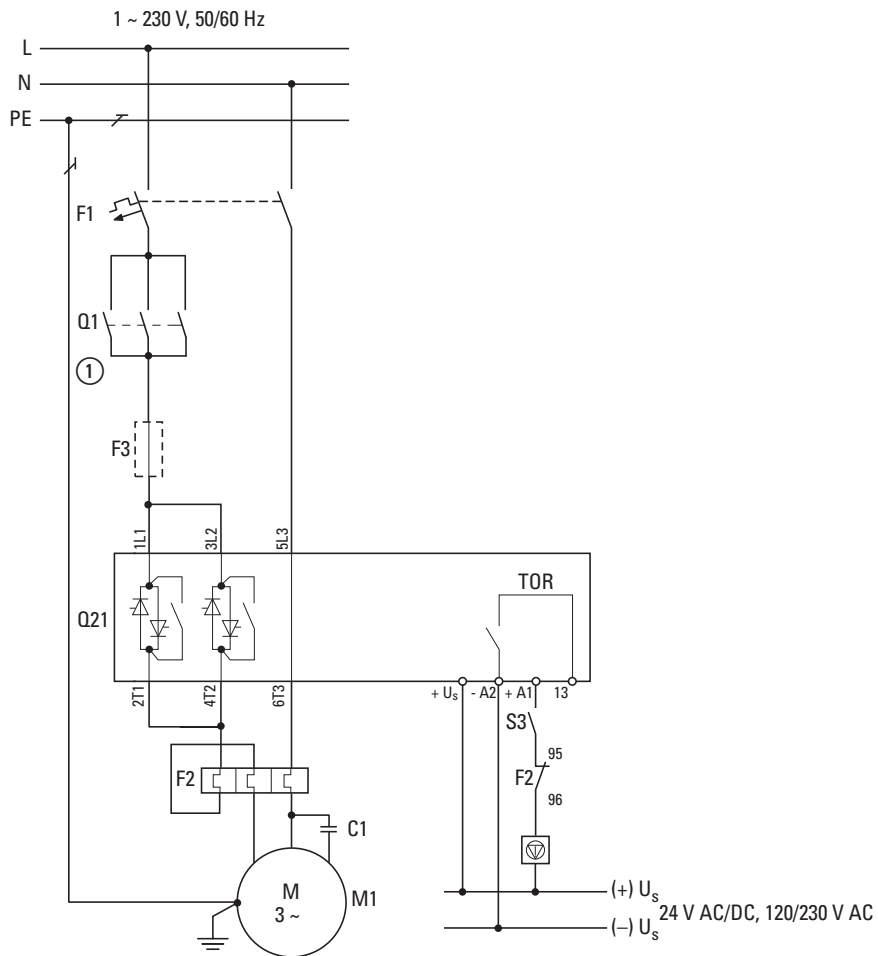 1 ~ 230 V, 50/60 Hz
L
N
PE
F1
Q1
1
F3
1L1 3L2 5L3
TOR
Q21
2T1 4T2 6T3 + Us - A2 + A1 13
S3
95
F2 F2
96
C1
M
3 ~
M1
(+) Us
24 V AC/DC, 120/230 V AC
(–) Us